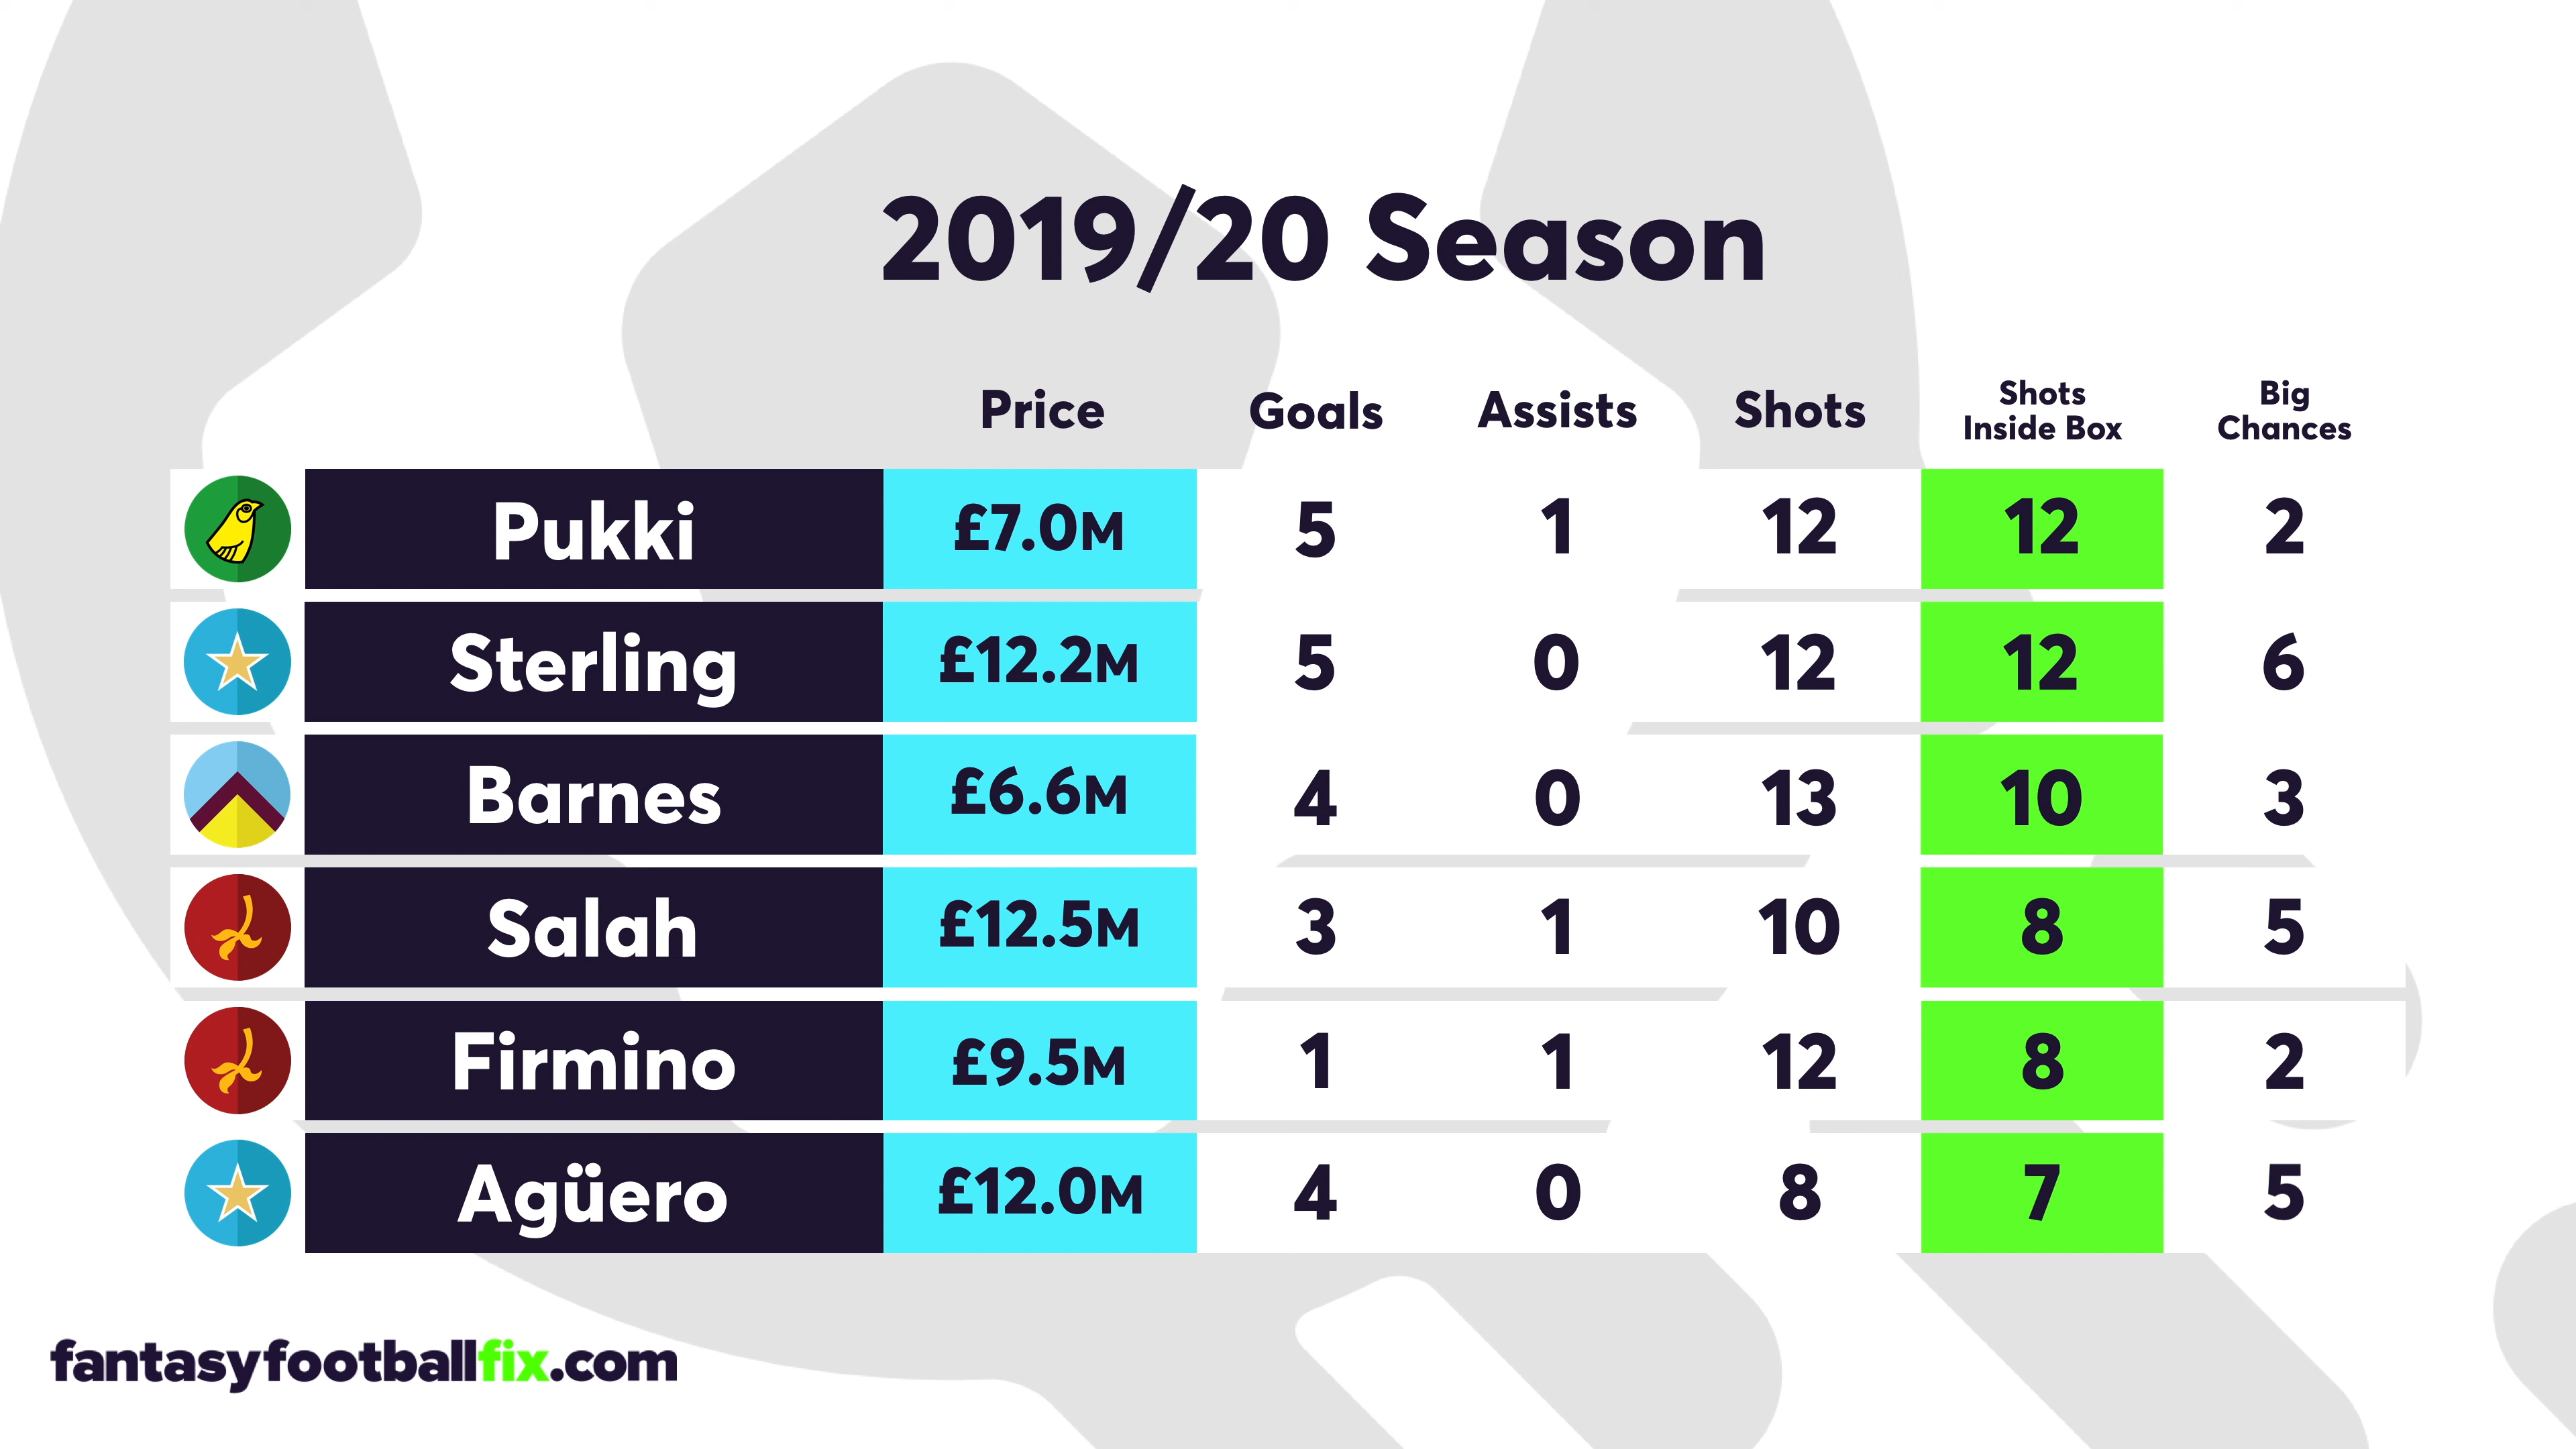 2019/20 Season
Price Goals Assists Shots Shots Inside Box Big Chances
Pukki £7.0M 5 1 12 12 2
Sterling £12.2M 5 0 12 12 6
Barnes £6.6M 4 0 13 10 3
Salah £12.5M 3 1 10 8 5
Firmino £9.5M 1 1 12 8 2
Agüero £12.0M 4 0 8 7 5
fantasyfootballfix.com